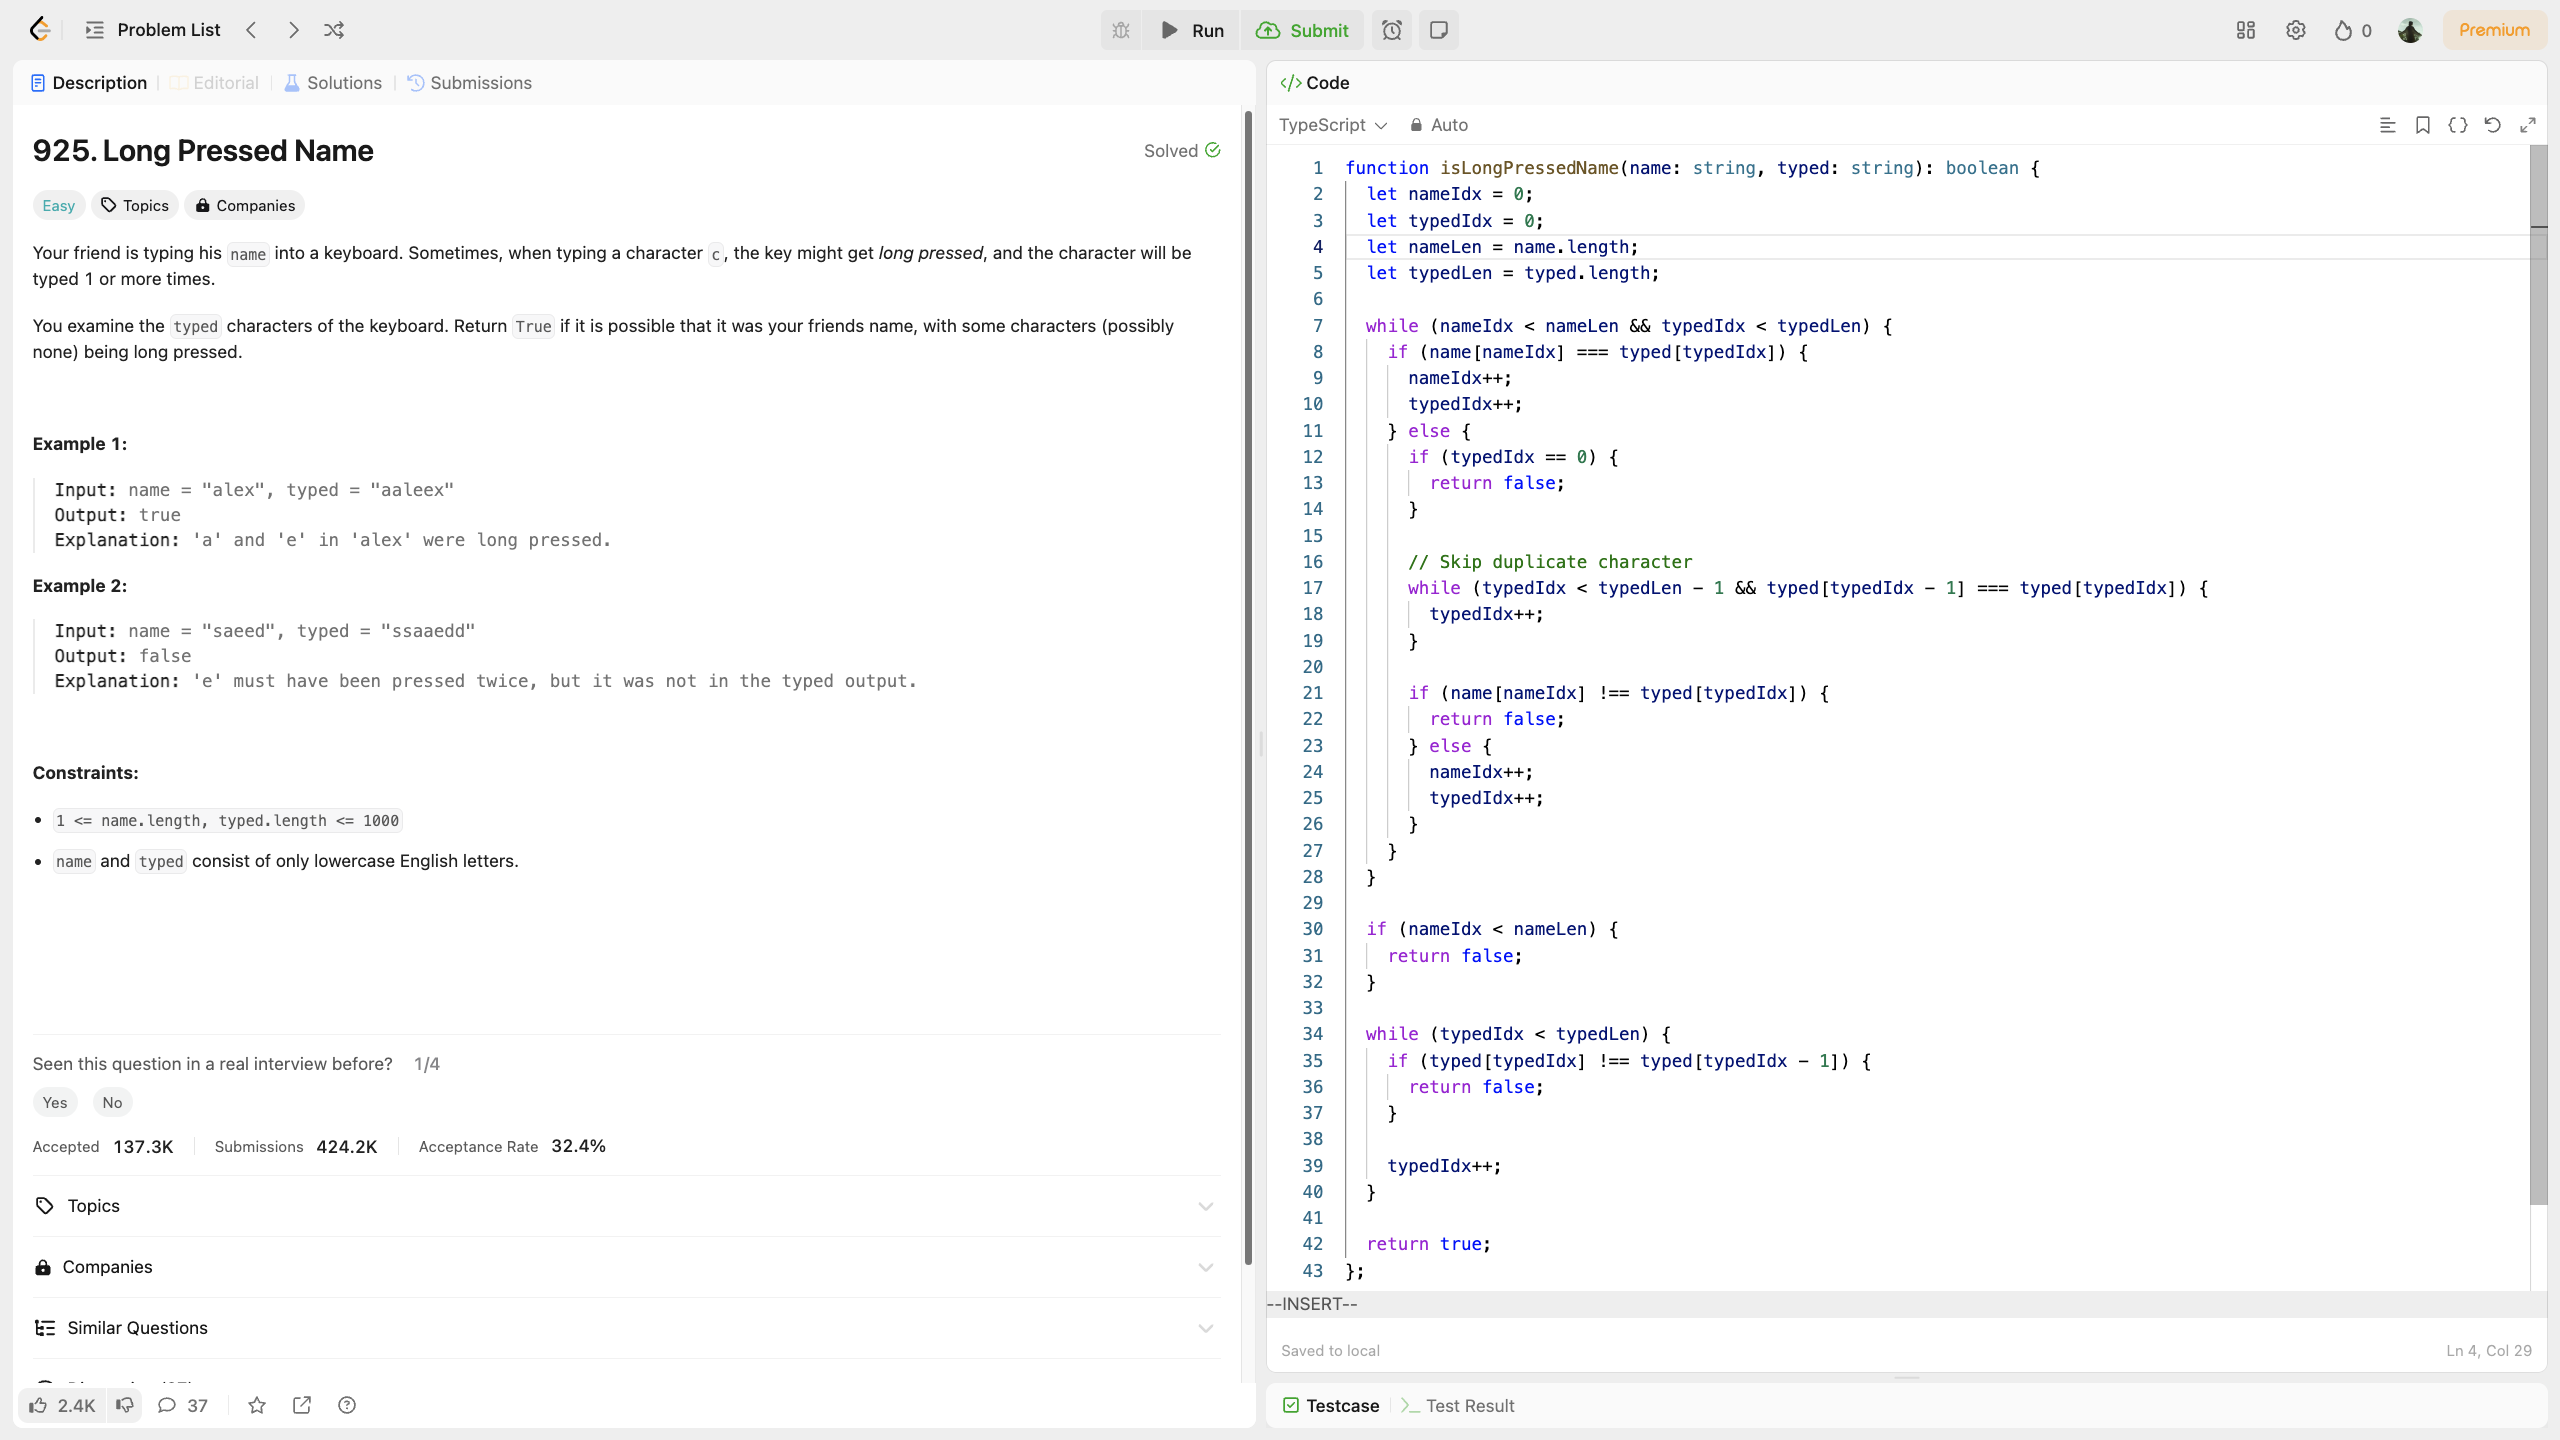 Problem List
Run
Submit
0
Premium
Description
Editorial
Solutions
Submissions
925. Long Pressed Name
Solved
Easy
Topics
Companies
Your friend is typing his name into a keyboard. Sometimes, when typing a character c, the key might get long pressed, and the character will be
typed 1 or more times.
You examine the typed characters of the keyboard. Return True if it is possible that it was your friends name, with some characters (possibly
none) being long pressed.
Example 1:
Input: name = "alex", typed = "aaleex"
Output: true
Explanation: 'a' and 'e' in 'alex' were long pressed.
Example 2:
Input: name = "saeed", typed = "ssaaedd"
Output: false
Explanation: 'e' must have been pressed twice, but it was not in the typed output.
Constraints:
1 <= name.length, typed.length <= 1000
name and typed consist of only lowercase English letters.
Seen this question in a real interview before? 1/4
Yes
No
Accepted 137.3K
Submissions 424.2K
Acceptance Rate 32.4%
Topics
Companies
Similar Questions
2.4K
37
Code
TypeScript
Auto
1 function isLongPressedName(name: string, typed: string): boolean {
2 let nameIdx = 0;
3 let typedIdx = 0;
4 let nameLen = name.length;
5 let typedLen = typed.length;
6
7 while (nameIdx < nameLen && typedIdx < typedLen) {
8 if (name[nameIdx] === typed[typedIdx]) {
9 nameIdx++;
10 typedIdx++;
11 } else {
12 if (typedIdx == 0) {
13 return false;
14 }
15
16 // Skip duplicate character
17 while (typedIdx < typedLen - 1 && typed[typedIdx - 1] === typed[typedIdx]) {
18 typedIdx++;
19 }
20
21 if (name[nameIdx] !== typed[typedIdx]) {
22 return false;
23 } else {
24 nameIdx++;
25 typedIdx++;
26 }
27 }
28 }
29
30 if (nameIdx < nameLen) {
31 return false;
32 }
33
34 while (typedIdx < typedLen) {
35 if (typed[typedIdx] !== typed[typedIdx - 1]) {
36 return false;
37 }
38
39 typedIdx++;
40 }
41
42 return true;
43 };
--INSERT--
Saved to local
Ln 4, Col 29
Testcase
Test Result